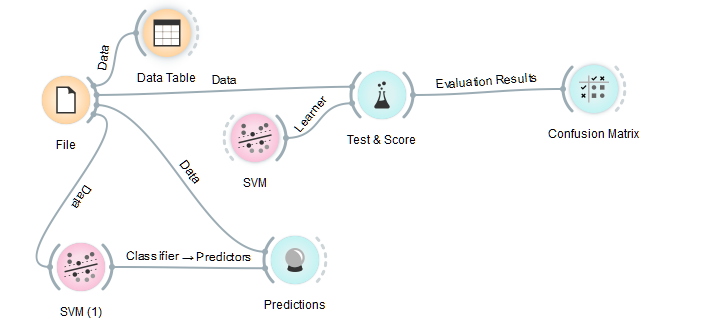 Data
Data Table
Data
Evaluation Results
Learner
File
Test & Score
Confusion Matrix
SVM
Data
Data
Classifier → Predictors
SVM (1)
Predictions